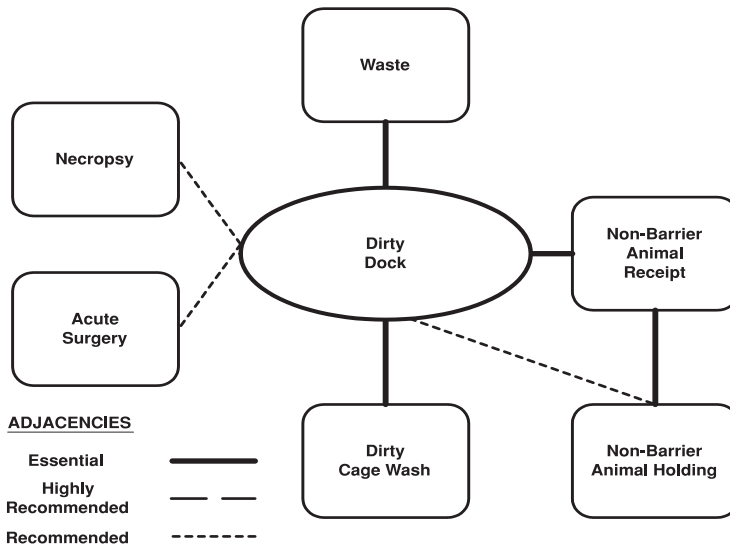 Waste
Necropsy
Dirty
Dock
Non-Barrier
Animal
Receipt
Acute
Surgery
Dirty
Cage Wash
Non-Barrier
Animal Holding
ADJACENCIES
Essential
Highly
Recommended
Recommended